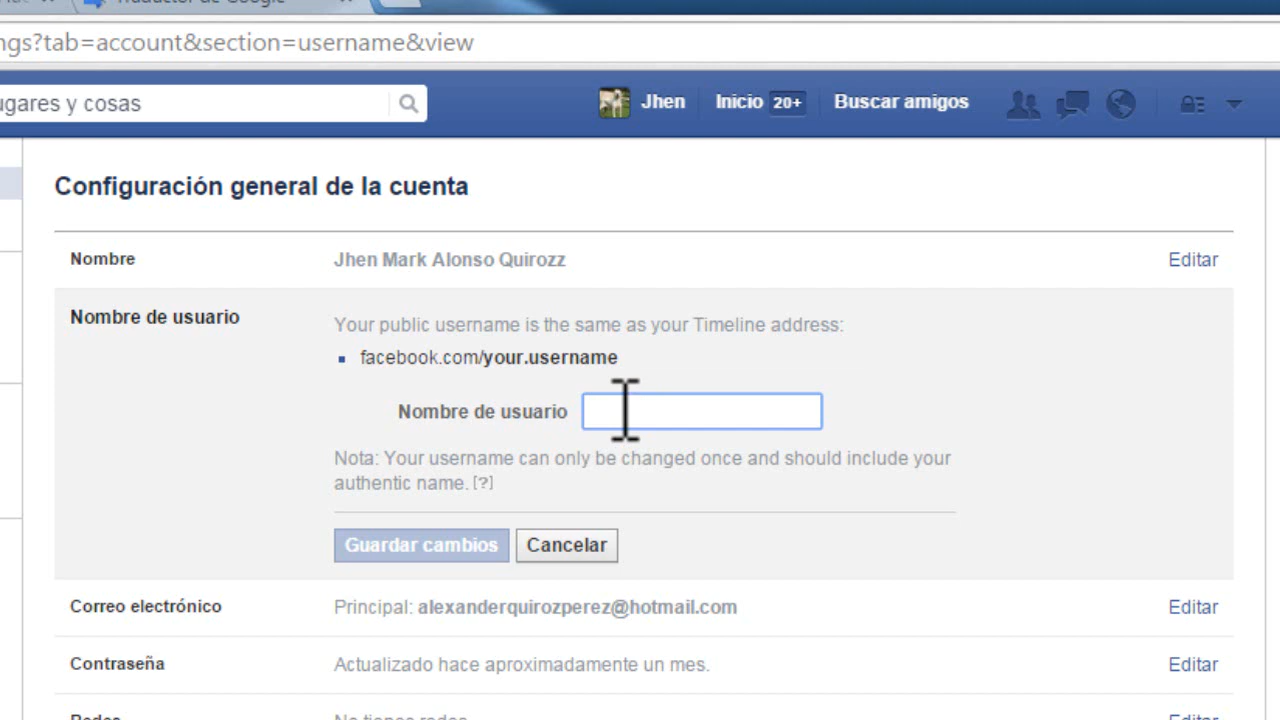 Traductor de Google
ngs?tab=account&section=username&view
ugares y cosas
Jhen
Inicio 20+
Buscar amigos
Configuración general de la cuenta
Nombre
Jhen Mark Alonso Quirozz
Editar
Nombre de usuario
Your public username is the same as your Timeline address:
facebook.com/your.username
Nombre de usuario
Nota: Your username can only be changed once and should include your
authentic name. [?]
Guardar cambios
Cancelar
Correo electrónico
Principal: alexanderquirozperez@hotmail.com
Editar
Contraseña
Actualizado hace aproximadamente un mes.
Editar
Redes
No tienes redes.
Editar